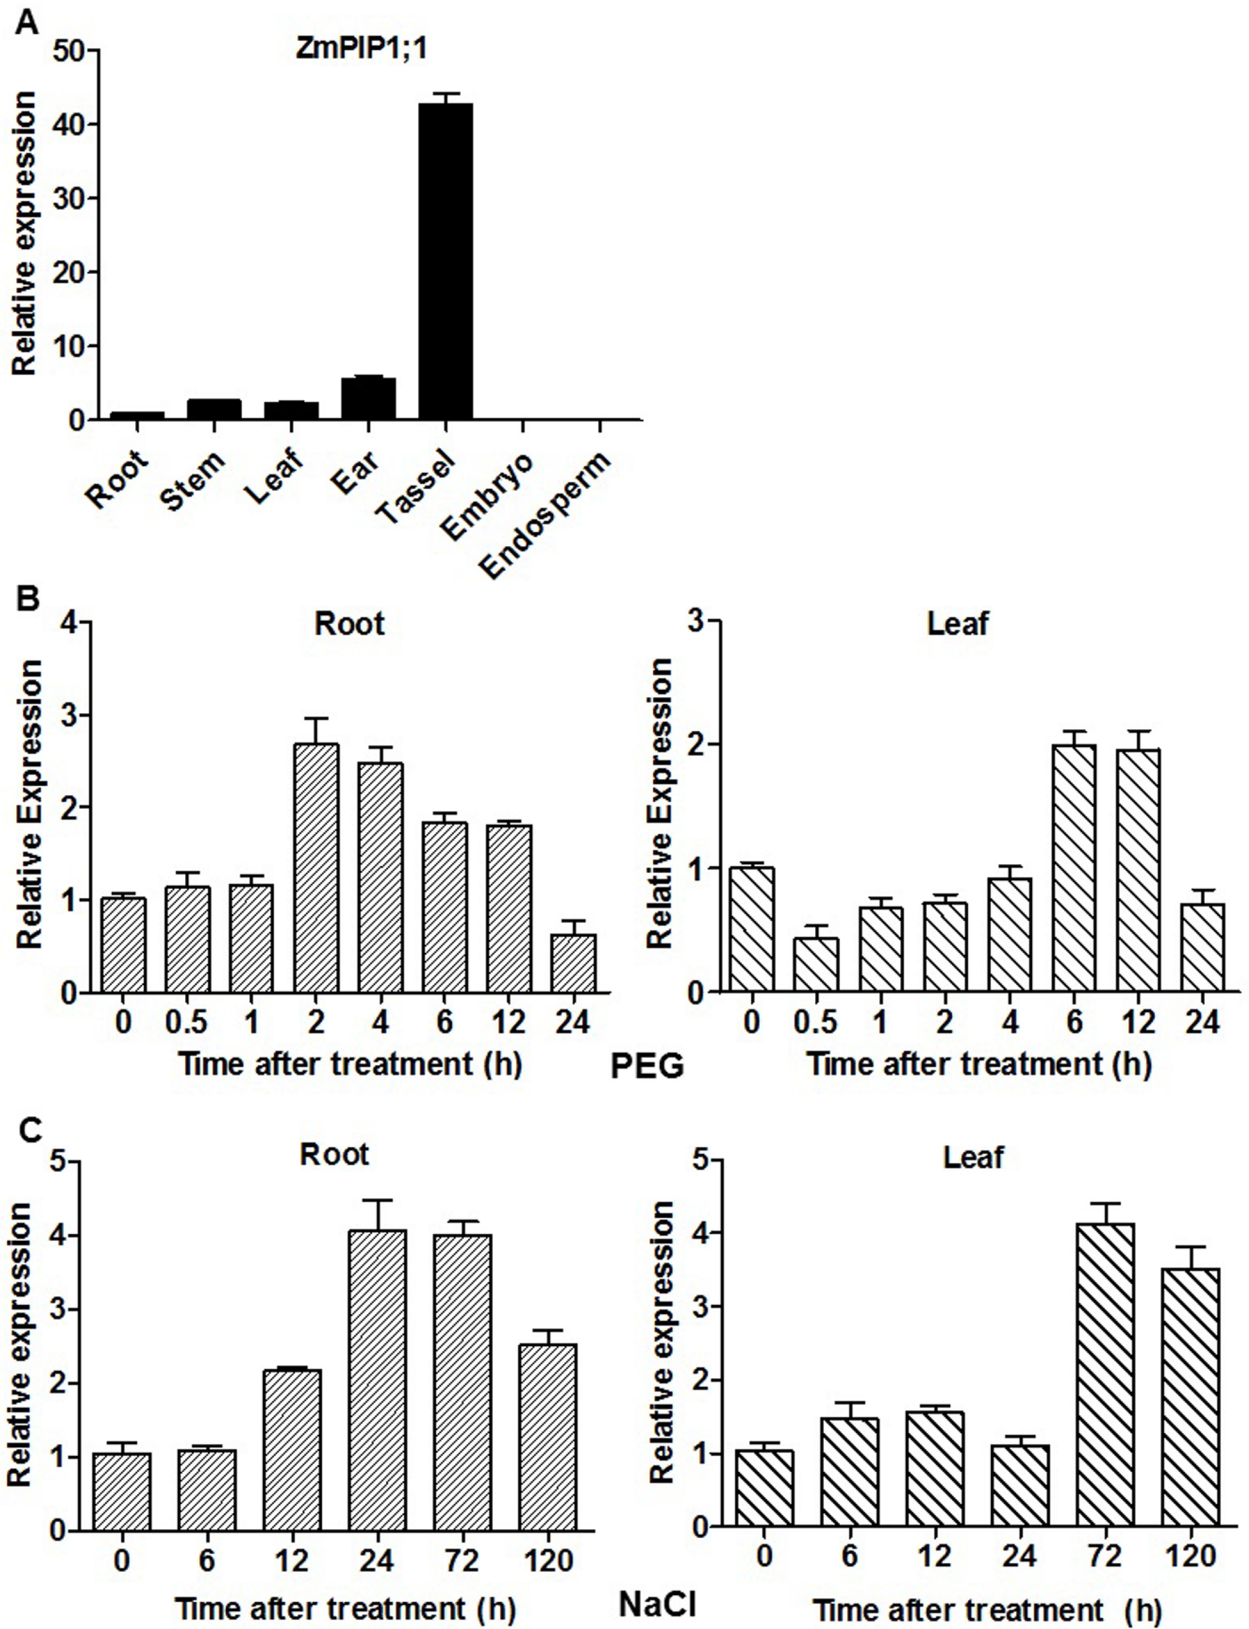 A
ZmPIP1;1
Relative expression
50
40
30
20
10
0
Root
Stem
Leaf
Ear
Tassel
Embryo
Endosperm
B
Root
Relative Expression
4
3
2
1
0
0 0.5 1 2 4 6 12 24
Time after treatment (h)
Leaf
Relative Expression
3
2
1
0
0 0.5 1 2 4 6 12 24
Time after treatment (h)
PEG
C
Root
Relative expression
5
4
3
2
1
0
0 6 12 24 72 120
Time after treatment (h)
Leaf
Relative expression
5
4
3
2
1
0
0 6 12 24 72 120
Time after treatment (h)
NaCl